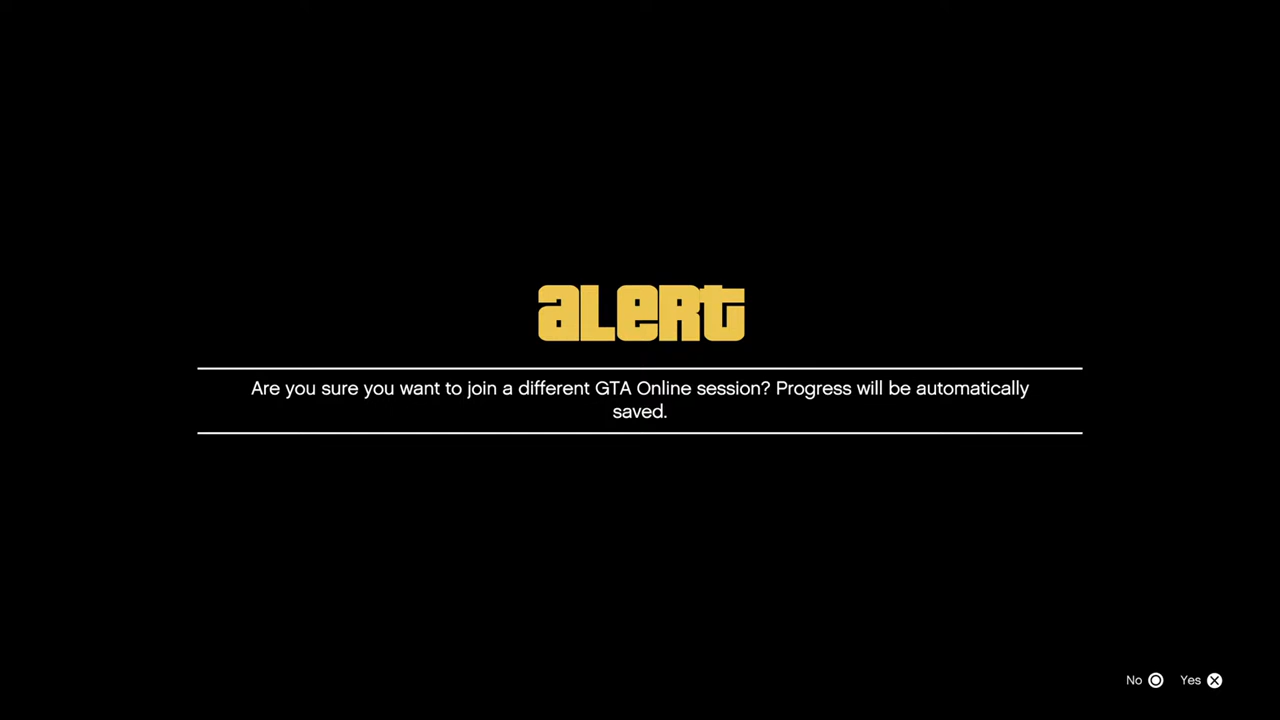 alert
Are you sure you want to join a different GTA Online session? Progress will be automatically
saved.
No Yes